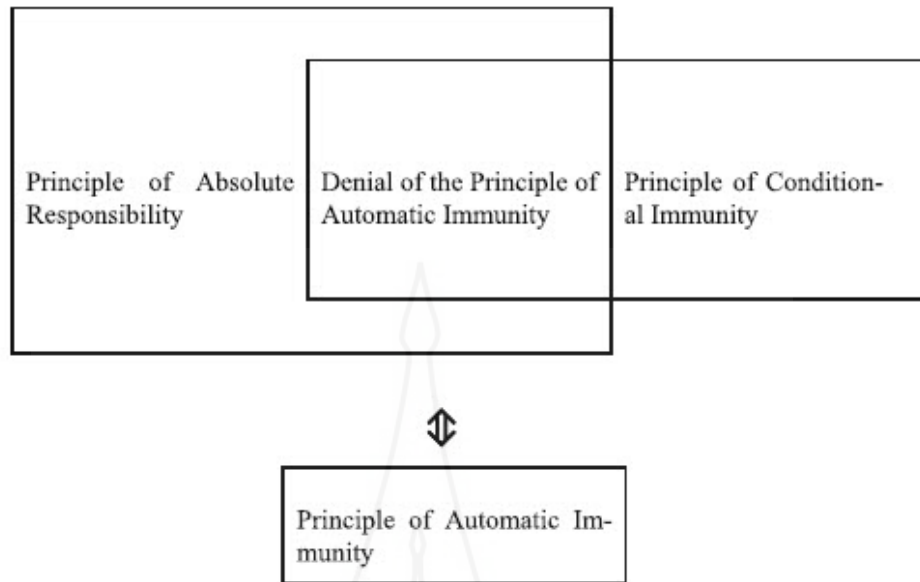 Principle of Absolute
Responsibility
Denial of the Principle of
Automatic Immunity
Principle of Condition-
al Immunity
Principle of Automatic Im-
munity